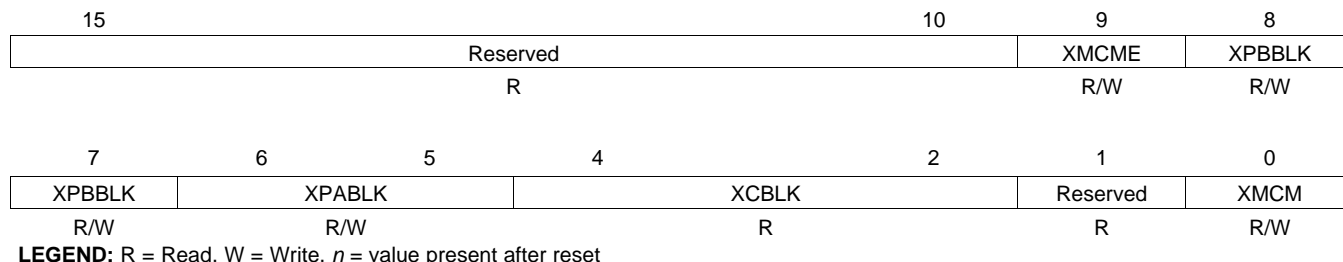 15 10 9 8
Reserved XMCME XPBBLK
R R/W R/W
7 6 5 4 2 1 0
XPBBLK XPABLK XCBLK Reserved XMCM
R/W R/W R R R/W
LEGEND: R = Read, W = Write, n = value present after reset